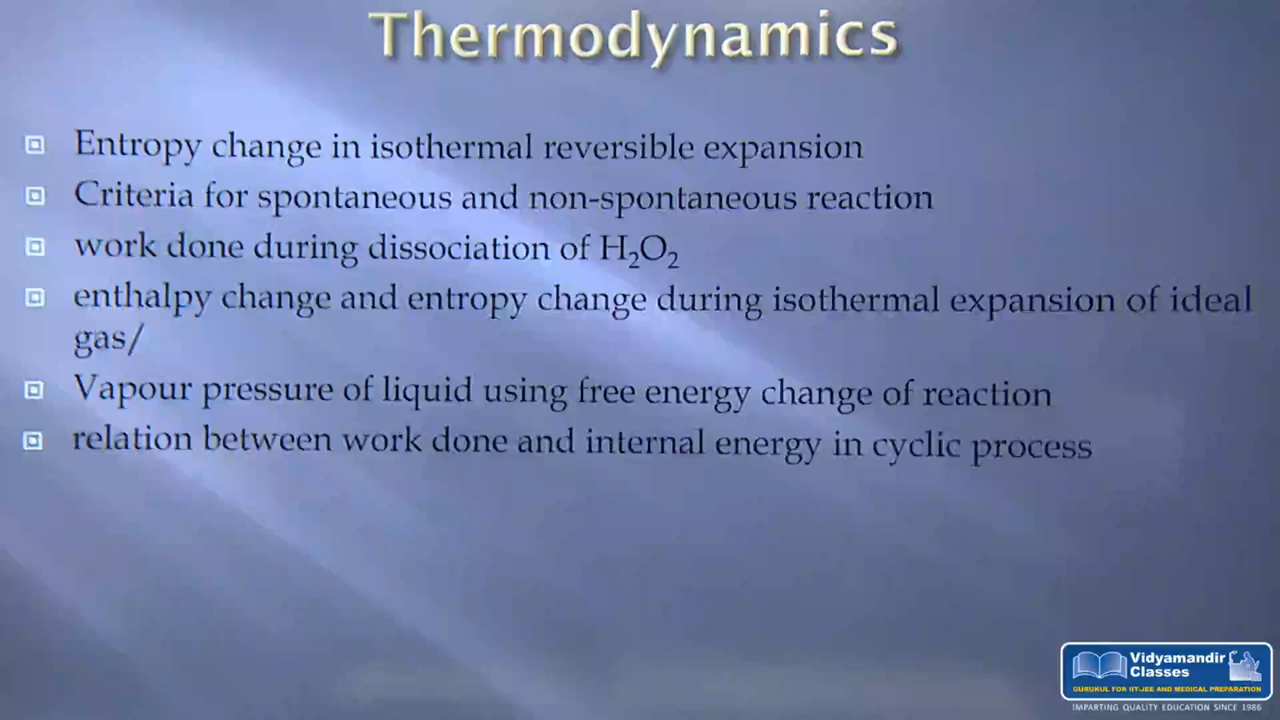 Thermodynamics
Entropy change in isothermal reversible expansion
Criteria for spontaneous and non-spontaneous reaction
work done during dissociation of H₂O₂
enthalpy change and entropy change during isothermal expansion of ideal
gas/
Vapour pressure of liquid using free energy change of reaction
relation between work done and internal energy in cyclic process
Vidyamandir
Classes
GURUKUL FOR IIT-JEE AND MEDICAL PREPARATION
IMPARTING QUALITY EDUCATION SINCE 1986